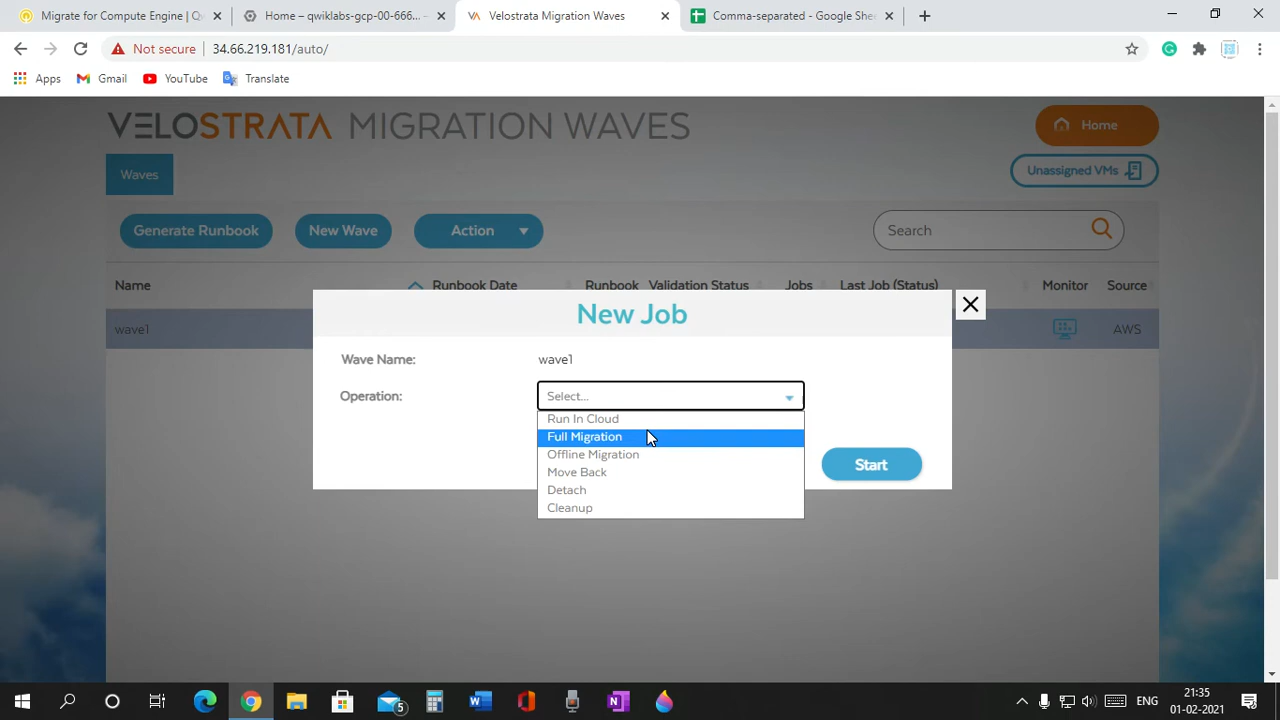 Migrate for Compute Engine | Qw
Home – qwiklabs-gcp-00-666...
Velostrata Migration Waves
Comma-separated - Google Shee
Not secure
34.66.219.181/auto/
Apps
Gmail
YouTube
Translate
VELOSTRATA MIGRATION WAVES
Home
Waves
Unassigned VMs
Generate Runbook
New Wave
Action
Search
Name
Runbook Date
Runbook
Validation Status
Jobs
Last Job (Status)
Monitor
Source
wave1
AWS
New Job
Wave Name:
wave1
Operation:
Select...
Run In Cloud
Full Migration
Offline Migration
Move Back
Detach
Cleanup
Start
5
ENG
21:35
01-02-2021